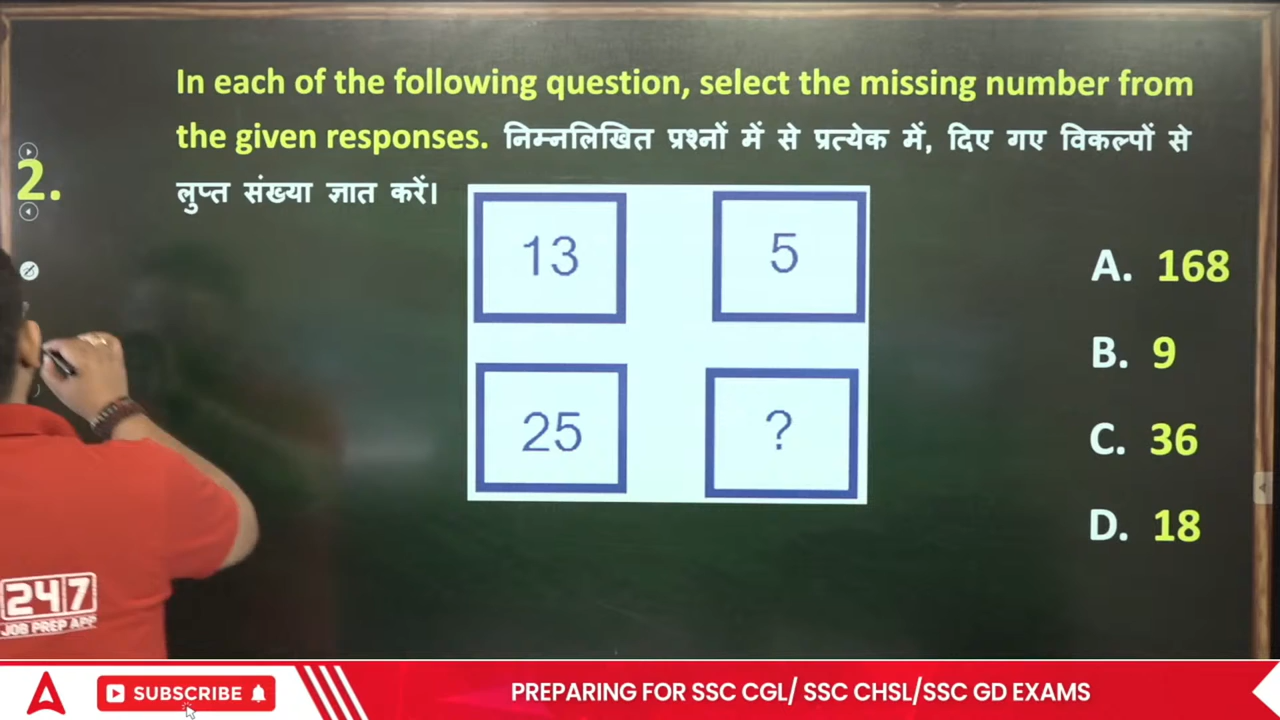 In each of the following question, select the missing number from
the given responses. निम्नलिखित प्रश्नों में से प्रत्येक में, दिए गए विकल्पों से
2.
लुप्त संख्या ज्ञात करें।
13
5
25
?
A. 168
B. 9
C. 36
D. 18
24|7
JOB PREP APP
SUBSCRIBE
PREPARING FOR SSC CGL/ SSC CHSL/SSC GD EXAMS